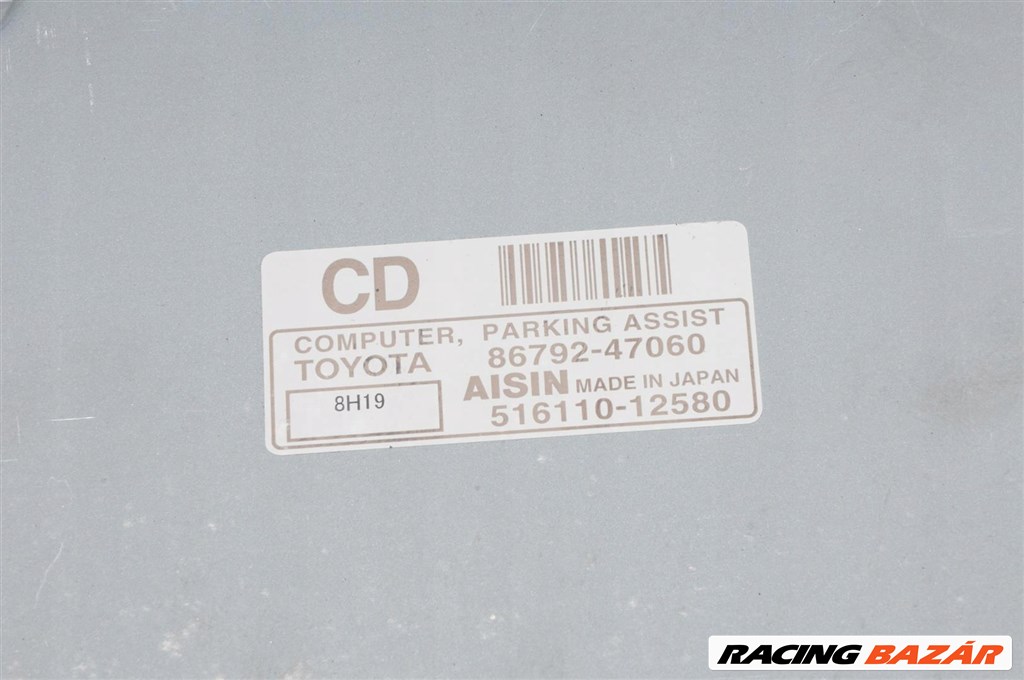 CD
COMPUTER, PARKING ASSIST
TOYOTA 86792-47060
AISIN MADE IN JAPAN
8H19
516110-12580
RACING BAZÁR